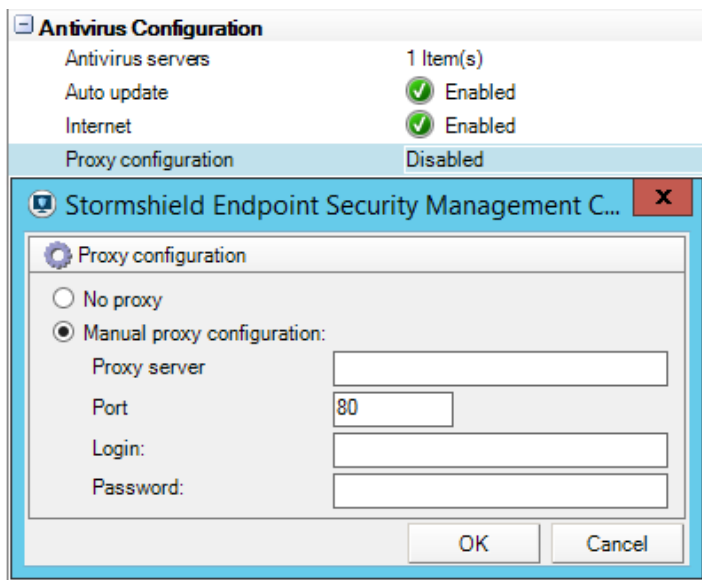 Antivirus Configuration
Antivirus servers 1 Item(s)
Auto update Enabled
Internet Enabled
Proxy configuration Disabled
Stormshield Endpoint Security Management C... x
Proxy configuration
No proxy
Manual proxy configuration:
Proxy server
Port 80
Login:
Password:
OK Cancel